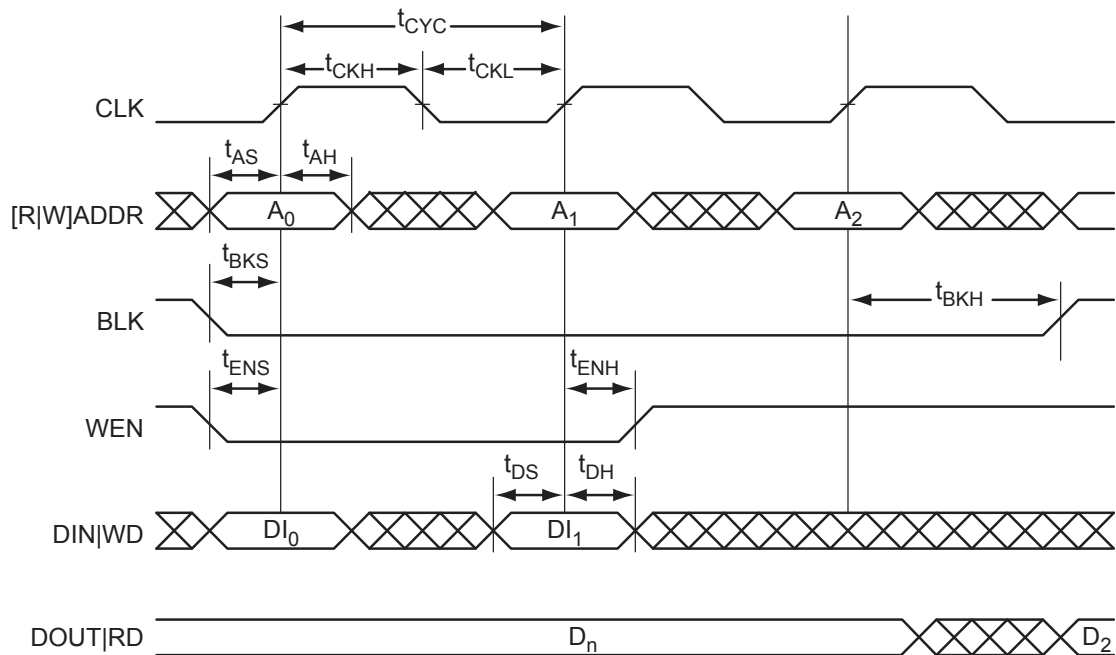 tCYC
tCKH tCKL
CLK
tAS tAH
[R|W]ADDR A0 A1 A2
tBKS
tBKH
BLK
tENS tENH
WEN
tDS tDH
DIN|WD DI0 DI1
DOUT|RD Dn D2